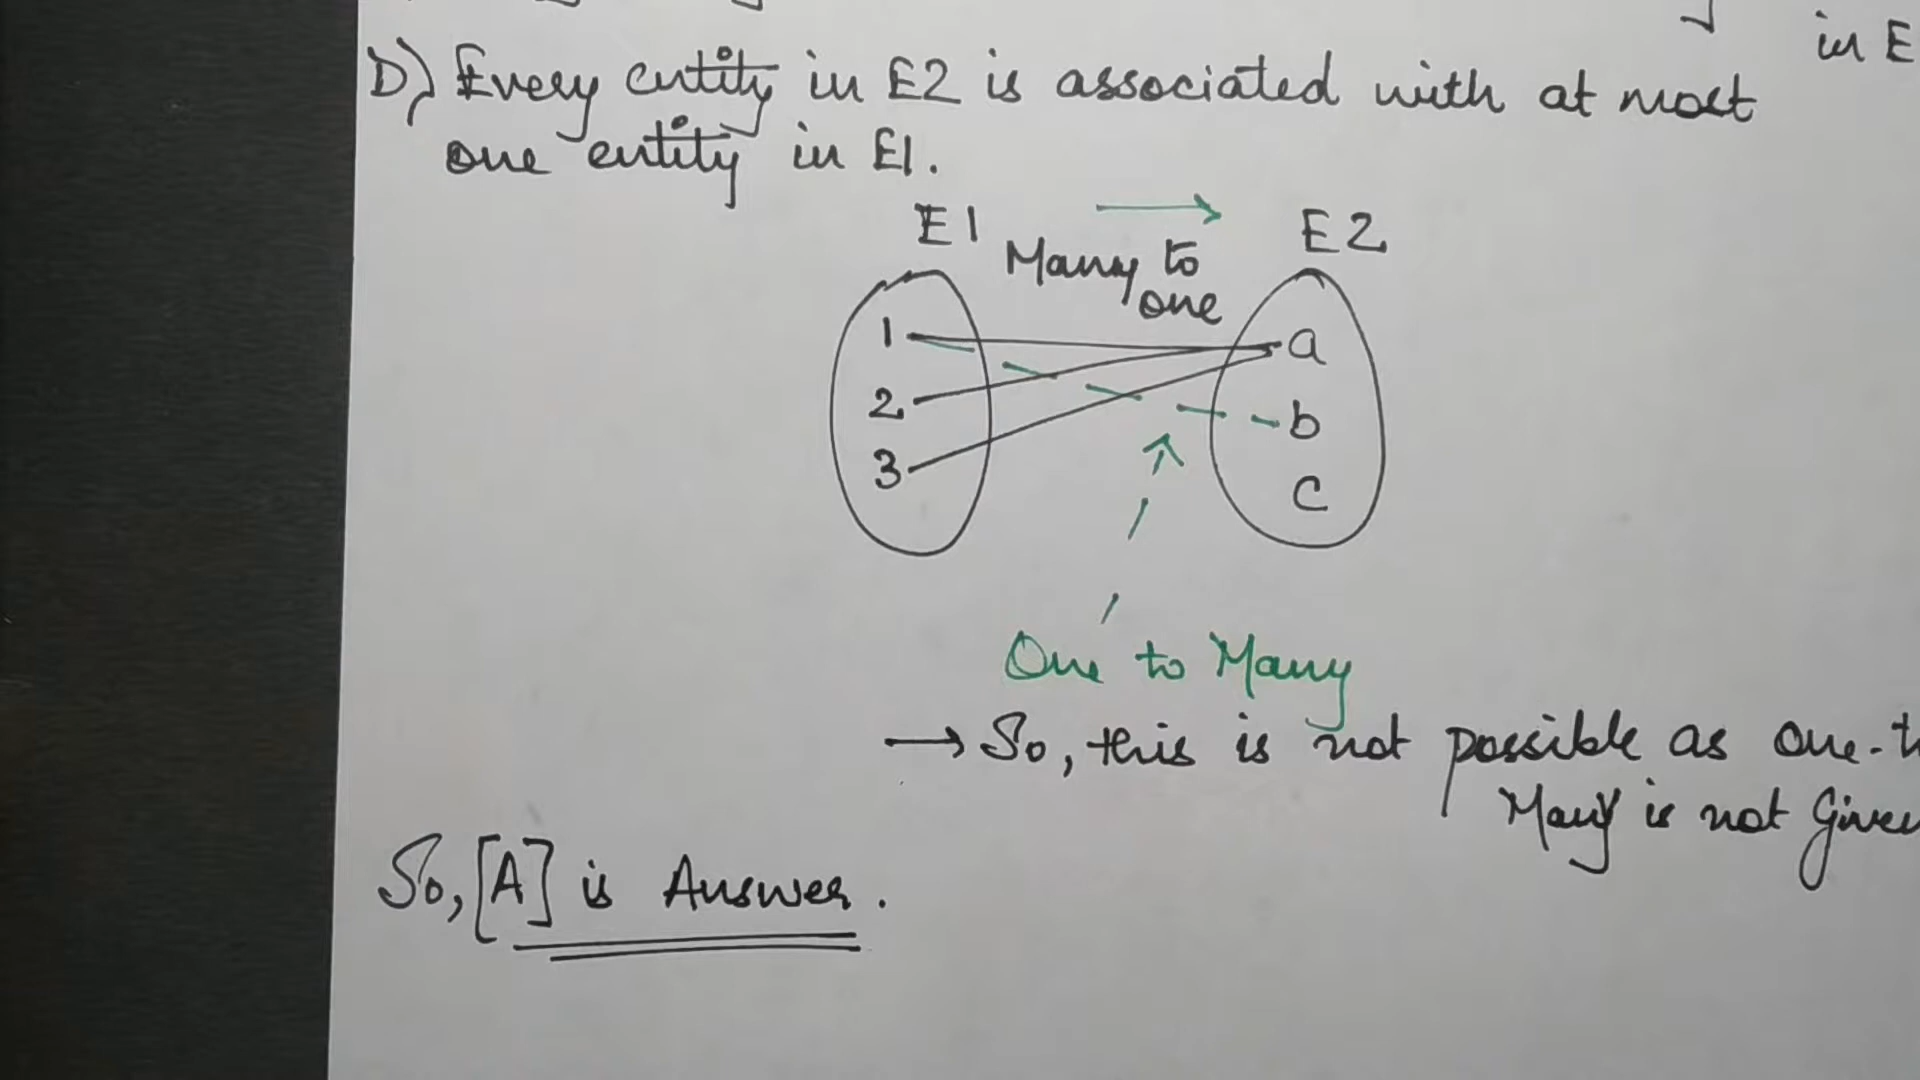 in E
D) Every entity in E2 is associated with at most
one entity in E1.
E1
E2
Many to
one
1
2
3
a
b
c
One to Many
→ So, this is not possible as one-t
Many is not Given
So, [A] is Answer.